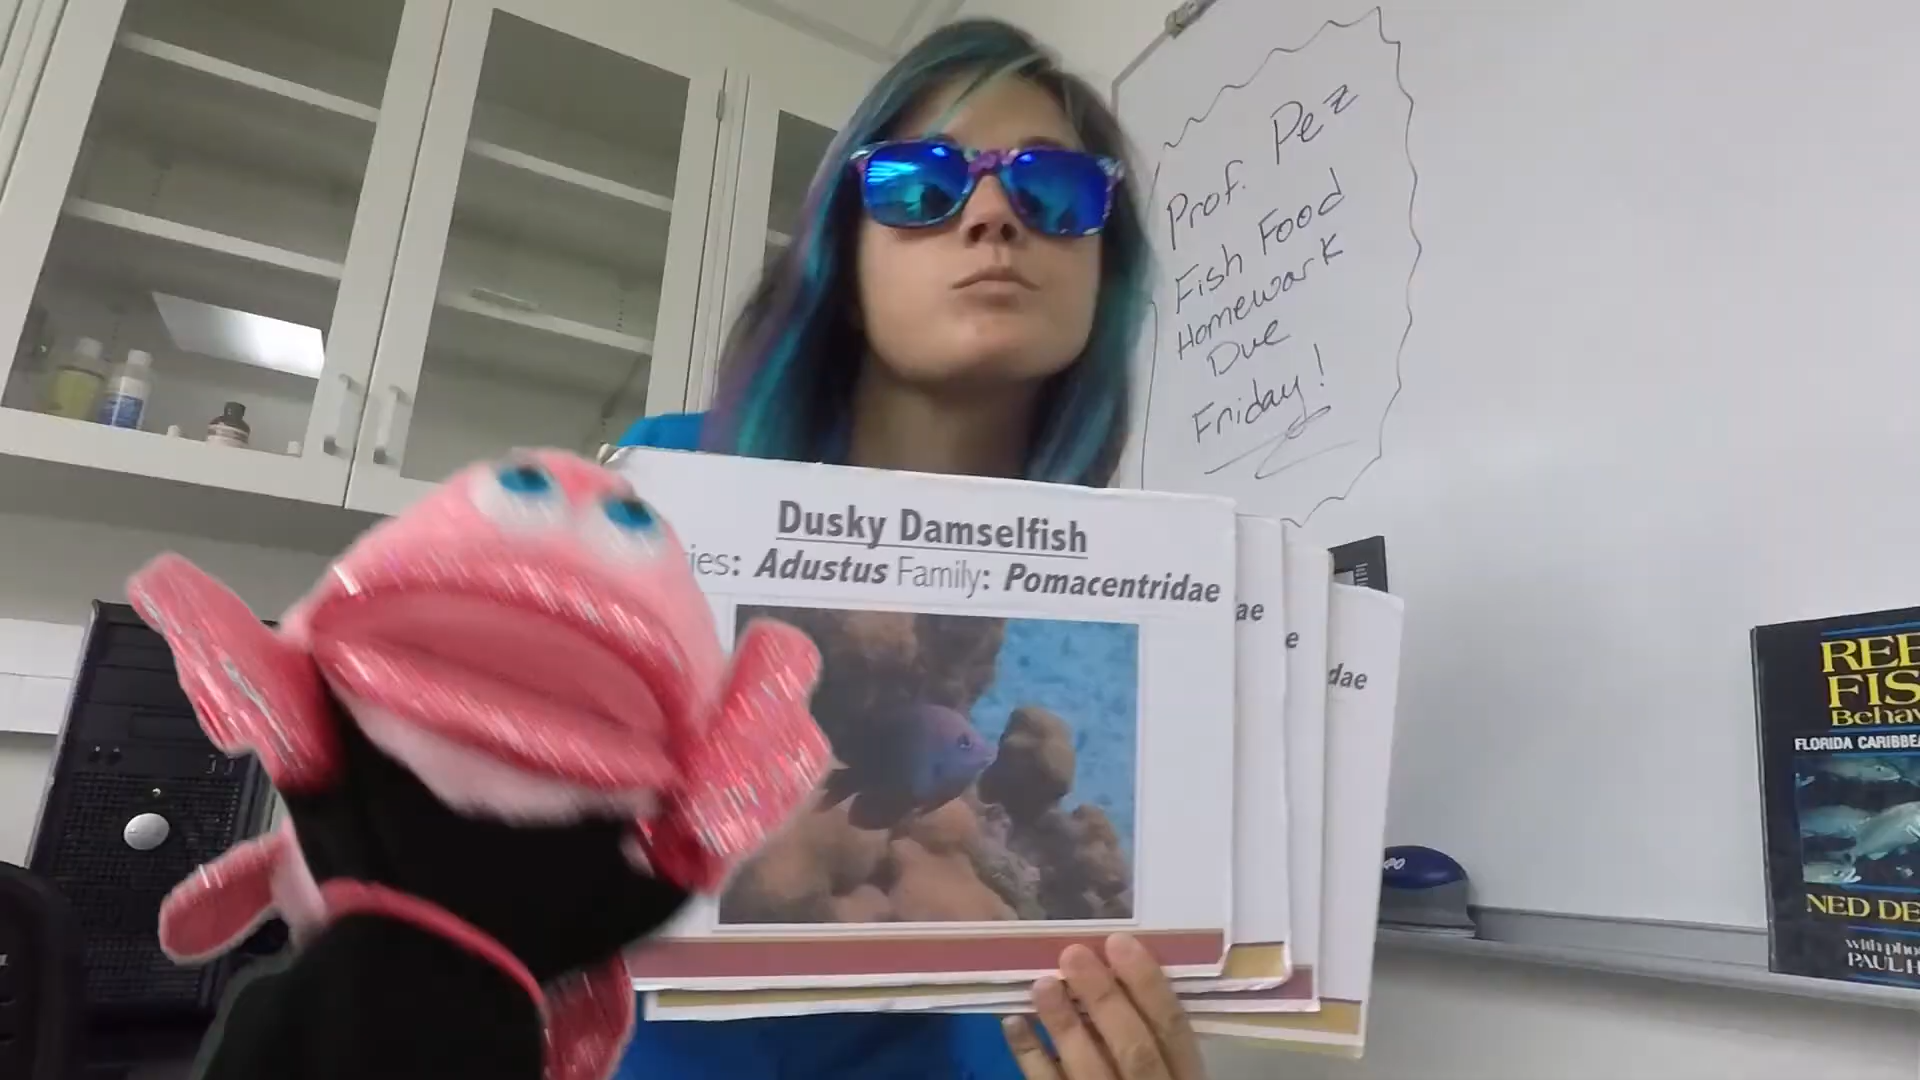 Prof. Pez
Fish Food
Homework
Due
Friday!
Dusky Damselfish
ies: Adustus Family: Pomacentridae
ae
e
dae
REE
FIS
Behav
FLORIDA CARIBBEA
NED DE
with pho
PAUL H